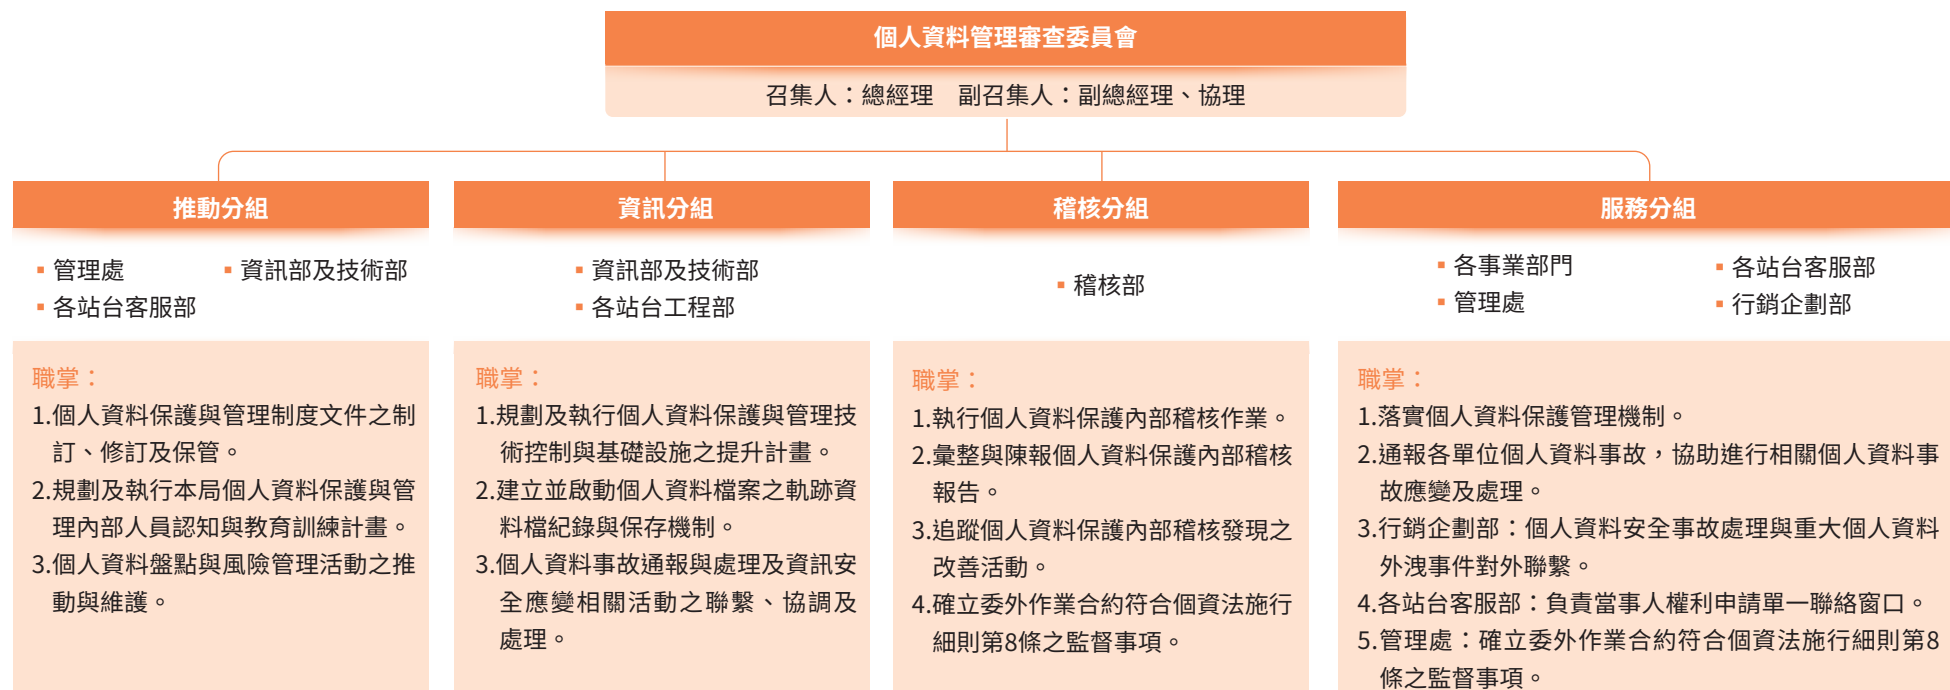 個人資料管理審查委員會
召集人：總經理　副召集人：副總經理、協理
推動分組
▪ 管理處
▪ 資訊部及技術部
▪ 各站台客服部
職掌：
1.個人資料保護與管理制度文件之制
訂、修訂及保管。
2.規劃及執行本局個人資料保護與管
理內部人員認知與教育訓練計畫。
3.個人資料盤點與風險管理活動之推
動與維護。
資訊分組
▪ 資訊部及技術部
▪ 各站台工程部
職掌：
1.規劃及執行個人資料保護與管理技
術控制與基礎設施之提升計畫。
2.建立並啟動個人資料檔案之軌跡資
料檔紀錄與保存機制。
3.個人資料事故通報與處理及資訊安
全應變相關活動之聯繫、協調及
處理。
稽核分組
▪ 稽核部
職掌：
1.執行個人資料保護內部稽核作業。
2.彙整與陳報個人資料保護內部稽核
報告。
3.追蹤個人資料保護內部稽核發現之
改善活動。
4.確立委外作業合約符合個資法施行
細則第8條之監督事項。
服務分組
▪ 各事業部門
▪ 各站台客服部
▪ 管理處
▪ 行銷企劃部
職掌：
1.落實個人資料保護管理機制。
2.通報各單位個人資料事故，協助進行相關個人資料事
故應變及處理。
3.行銷企劃部：個人資料安全事故處理與重大個人資料
外洩事件對外聯繫。
4.各站台客服部：負責當事人權利申請單一聯絡窗口。
5.管理處：確立委外作業合約符合個資法施行細則第8
條之監督事項。